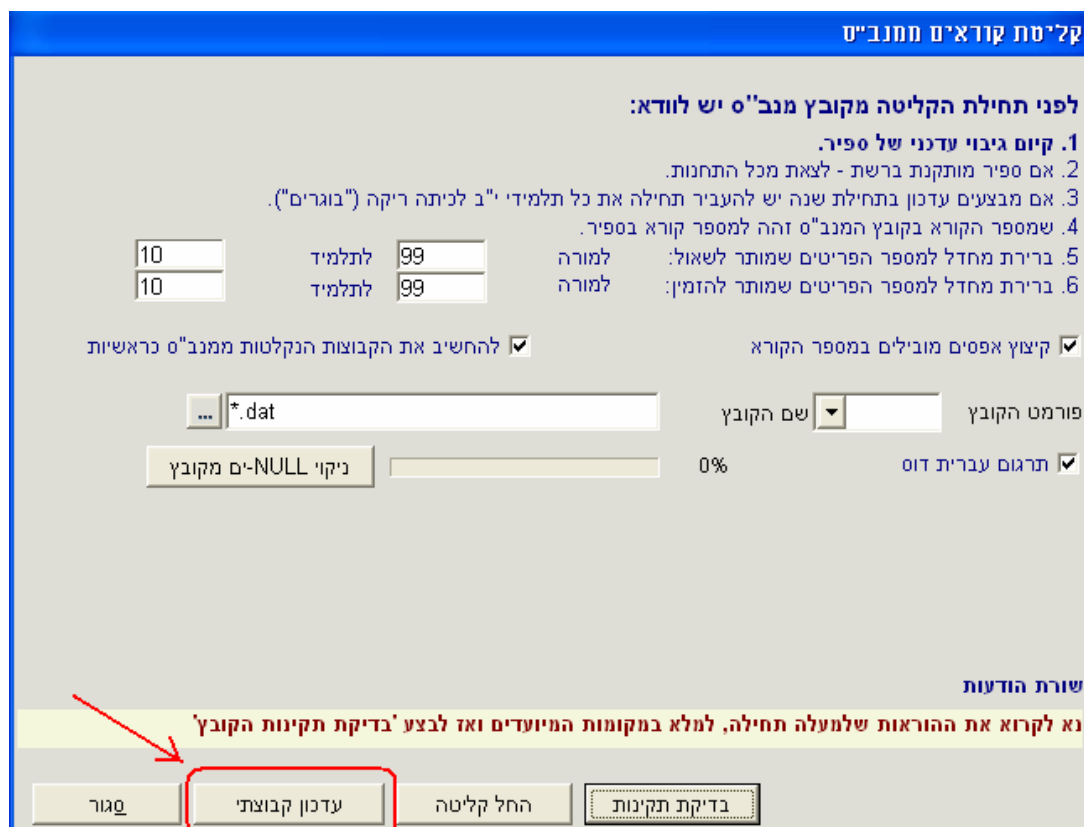 קליטת קוראים ממנב"ס
לפני תחילת הקליטה מקובץ מנב"ס יש לוודא:
1. קיום גיבוי עדכני של ספיר.
2. אם ספיר מותקנת ברשת - לצאת מכל התחנות.
3. אם מבצעים עדכון בתחילת שנה יש להעביר תחילה את כל תלמידי י"ב לכיתה ריקה ("בוגרים").
4. שמספר הקורא בקובץ המנב"ס זהה למספר קורא בספיר.
5. ברירת מחדל למספר הפריטים שמותר לשאול: למורה 99 לתלמיד 10
6. ברירת מחדל למספר הפריטים שמותר להזמין: למורה 99 לתלמיד 10
קיצוץ אפסים מובילים במספר הקורא להחשיב את הקבוצות הנקלטות ממנב"ס כראשיות
פורמט הקובץ שם הקובץ *.dat ...
תרגום עברית דוס 0% ניקוי NULL-ים מקובץ
שורת הודעות
נא לקרוא את ההוראות שלמעלה תחילה, למלא במקומות המיועדים ואז לבצע 'בדיקת תקינות הקובץ'
בדיקת תקינות החל קליטה עדכון קבוצתי סגור